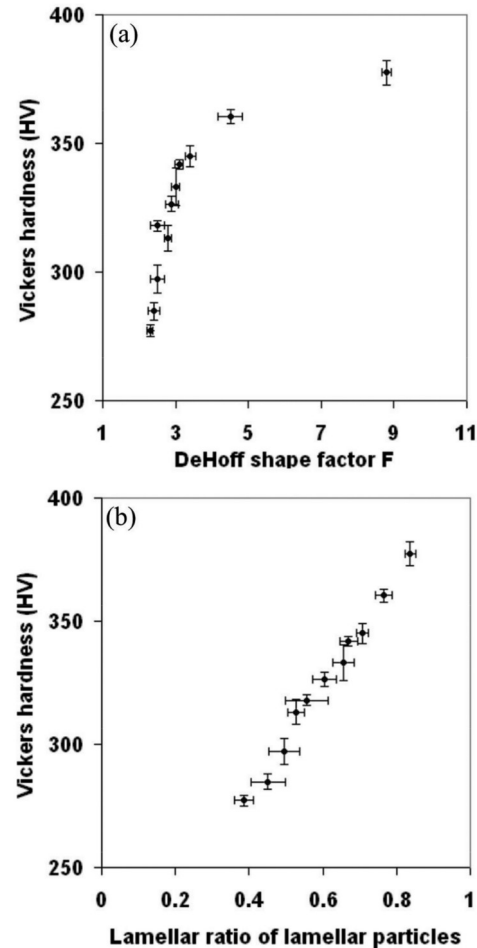 (a)
Vickers hardness (HV)
400
350
300
250
1 3 5 7 9 11
DeHoff shape factor F
(b)
Vickers hardness (HV)
400
350
300
250
0 0.2 0.4 0.6 0.8 1
Lamellar ratio of lamellar particles